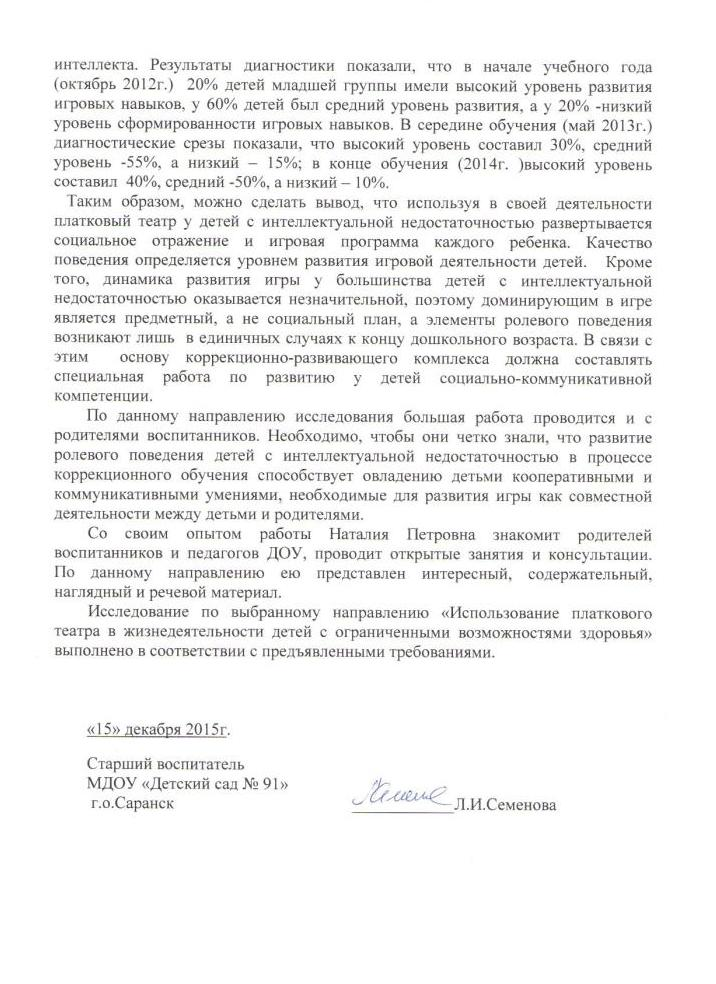 интеллекта. Результаты диагностики показали, что в начале учебного года
(октябрь 2012г.) 20% детей младшей группы имели высокий уровень развития
игровых навыков, у 60% детей был средний уровень развития, а у 20% -низкий
уровень сформированности игровых навыков. В середине обучения (май 2013г.)
диагностические срезы показали, что высокий уровень составил 30%, средний
уровень -55%, а низкий – 15%; в конце обучения (2014г. )высокий уровень
составил 40%, средний -50%, а низкий – 10%.
Таким образом, можно сделать вывод, что используя в своей деятельности
платковый театр у детей с интеллектуальной недостаточностью развертывается
социальное отражение и игровая программа каждого ребенка. Качество
поведения определяется уровнем развития игровой деятельности детей. Кроме
того, динамика развития игры у большинства детей с интеллектуальной
недостаточностью оказывается незначительной, поэтому доминирующим в игре
является предметный, а не социальный план, а элементы ролевого поведения
возникают лишь в единичных случаях к концу дошкольного возраста. В связи с
этим основу коррекционно-развивающего комплекса должна составлять
специальная работа по развитию у детей социально-коммуникативной
компетенции.
По данному направлению исследования большая работа проводится и с
родителями воспитанников. Необходимо, чтобы они четко знали, что развитие
ролевого поведения детей с интеллектуальной недостаточностью в процессе
коррекционного обучения способствует овладению детьми кооперативными и
коммуникативными умениями, необходимые для развития игры как совместной
деятельности между детьми и родителями.
Со своим опытом работы Наталия Петровна знакомит родителей
воспитанников и педагогов ДОУ, проводит открытые занятия и консультации.
По данному направлению ею представлен интересный, содержательный,
наглядный и речевой материал.
Исследование по выбранному направлению «Использование платкового
театра в жизнедеятельности детей с ограниченными возможностями здоровья»
выполнено в соответствии с предъявленными требованиями.
«15» декабря 2015г.
Старший воспитатель
МДОУ «Детский сад № 91»
г.о.Саранск
Л.И.Семенова